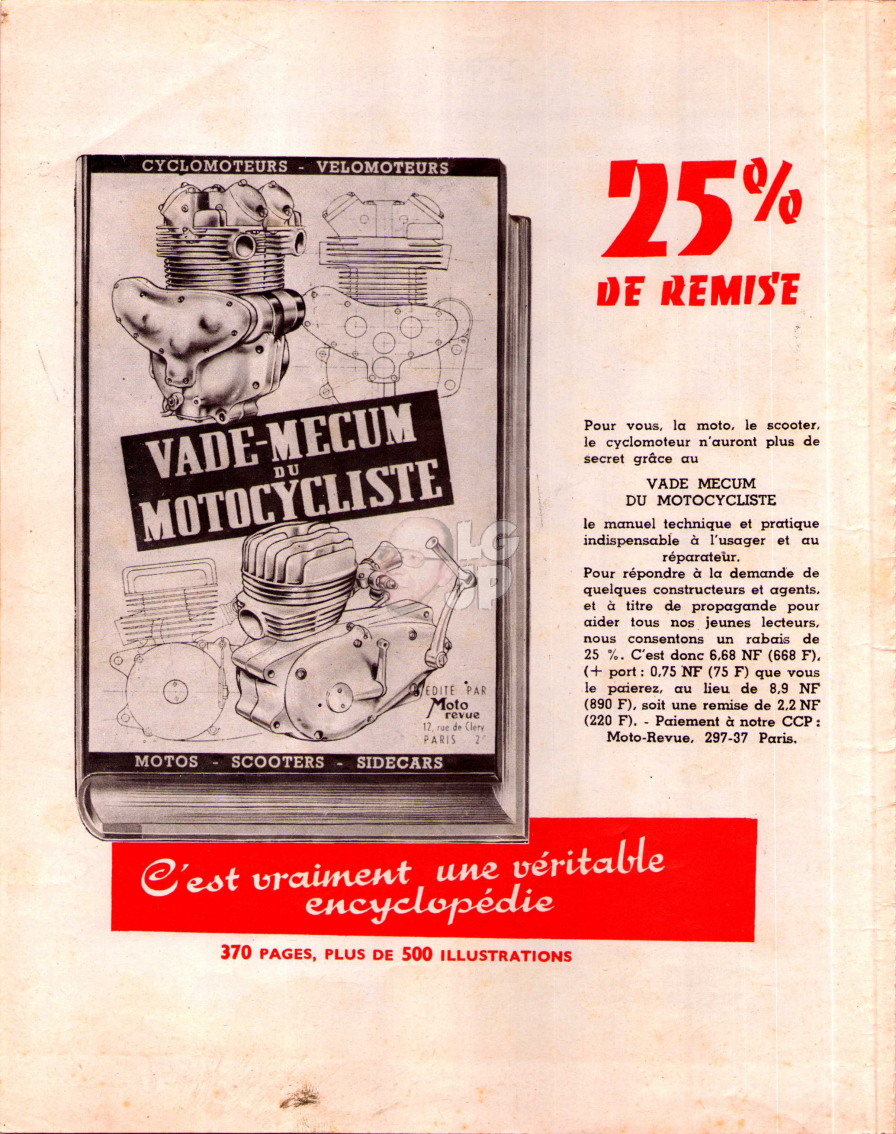 CYCLOMOTEURS - VELOMOTEURS
VADE-MECUM
DU
MOTOCYCLISTE
ÉDITÉ PAR
Moto
revue
12, rue de Cléry
PARIS 2e
MOTOS - SCOOTERS - SIDECARS
25%
DE REMISE
Pour vous, la moto, le scooter,
le cyclomoteur n'auront plus de
secret grâce au
VADE MECUM
DU MOTOCYCLISTE
le manuel technique et pratique
indispensable à l'usager et au
réparateur.
Pour répondre à la demande de
quelques constructeurs et agents,
et à titre de propagande pour
aider tous nos jeunes lecteurs,
nous consentons un rabais de
25 %. C'est donc 6,68 NF (668 F),
(+ port : 0,75 NF (75 F) que vous
le paierez, au lieu de 8,9 NF
(890 F), soit une remise de 2,2 NF
(220 F). - Paiement à notre CCP :
Moto-Revue, 297-37 Paris.
C'est vraiment une véritable
encyclopédie
370 PAGES, PLUS DE 500 ILLUSTRATIONS
LG
JP